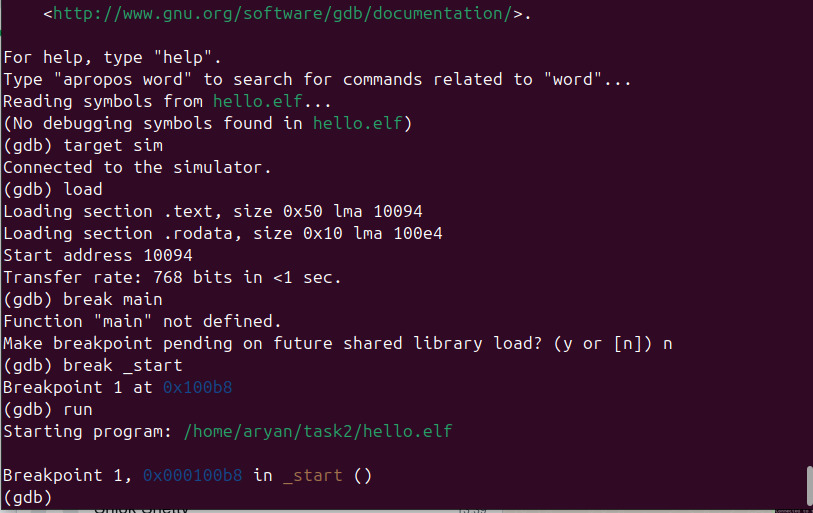 <http://www.gnu.org/software/gdb/documentation/>.
For help, type "help".
Type "apropos word" to search for commands related to "word"...
Reading symbols from hello.elf...
(No debugging symbols found in hello.elf)
(gdb) target sim
Connected to the simulator.
(gdb) load
Loading section .text, size 0x50 lma 10094
Loading section .rodata, size 0x10 lma 100e4
Start address 10094
Transfer rate: 768 bits in <1 sec.
(gdb) break main
Function "main" not defined.
Make breakpoint pending on future shared library load? (y or [n]) n
(gdb) break _start
Breakpoint 1 at 0x100b8
(gdb) run
Starting program: /home/aryan/task2/hello.elf
Breakpoint 1, 0x000100b8 in _start ()
(gdb)